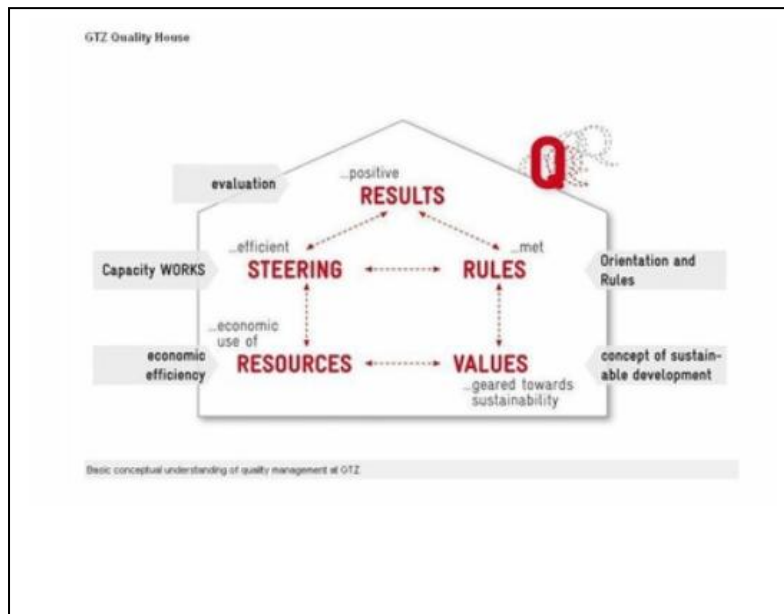 GTZ Quality House
Q
evaluation
...positive
RESULTS
...efficient
...met
Capacity WORKS
STEERING
RULES
Orientation and
Rules
...economic
use of
economic
efficiency
RESOURCES
VALUES
concept of sustain-
able development
...geared towards
sustainability
Basic conceptual understanding of quality management at GTZ